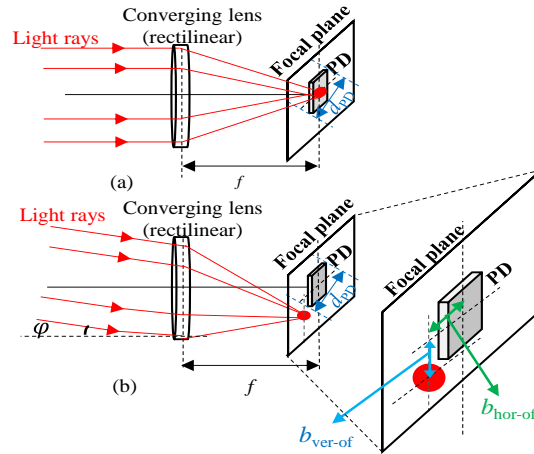 Converging lens
(rectilinear)
Light rays
Focal plane
PD
d_PD
f
(a)
Converging lens
(rectilinear)
Light rays
Focal plane
PD
d_PD
φ
f
(b)
Focal plane
PD
b_ver-of
b_hor-of